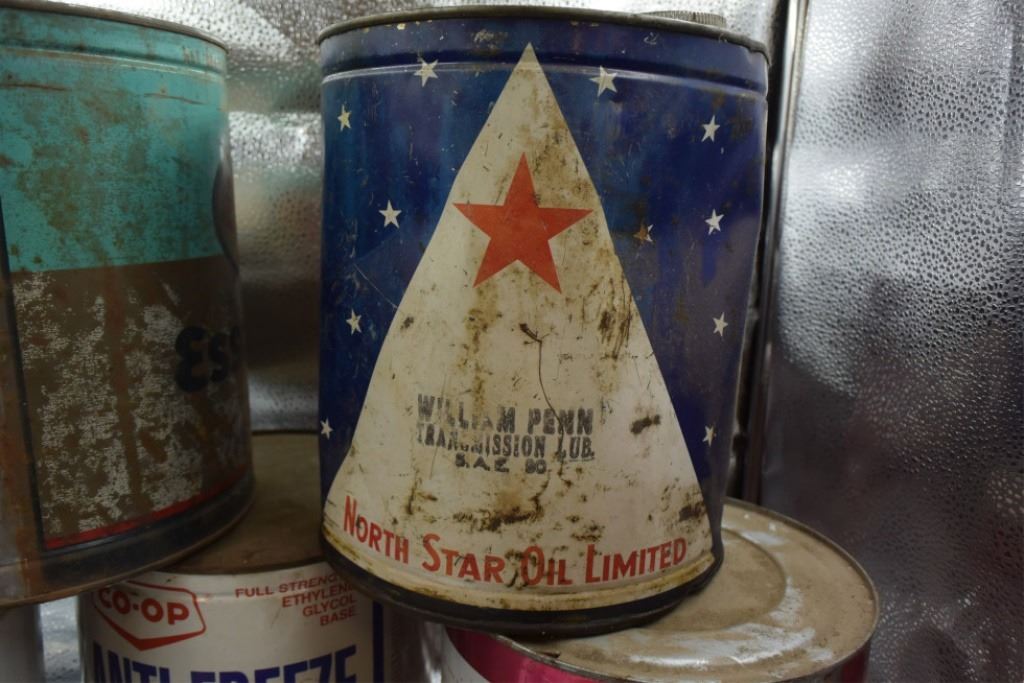 WILLIAM PENN
TRANSMISSION LUB.
S.A.E 90
NORTH STAR OIL LIMITED
CO-OP
FULL STRENGTH
ETHYLENE
GLYCOL
BASE
ANTI-FREEZE